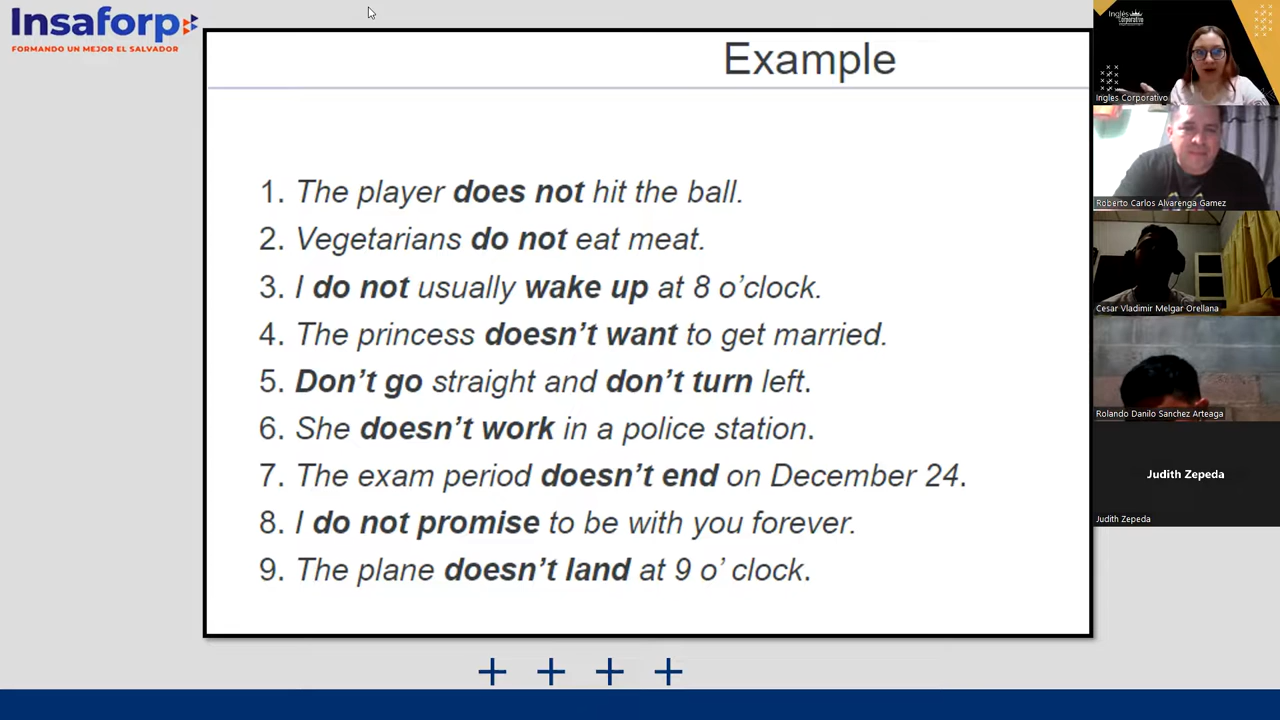 Insaforp
FORMANDO UN MEJOR EL SALVADOR
Example
1. The player does not hit the ball.
2. Vegetarians do not eat meat.
3. I do not usually wake up at 8 o’clock.
4. The princess doesn’t want to get married.
5. Don’t go straight and don’t turn left.
6. She doesn’t work in a police station.
7. The exam period doesn’t end on December 24.
8. I do not promise to be with you forever.
9. The plane doesn’t land at 9 o’ clock.
Inglés
Corporativo
Ingles Corporativo
Roberto Carlos Alvarenga Gamez
Cesar Vladimir Melgar Orellana
Rolando Danilo Sanchez Arteaga
Judith Zepeda
Judith Zepeda